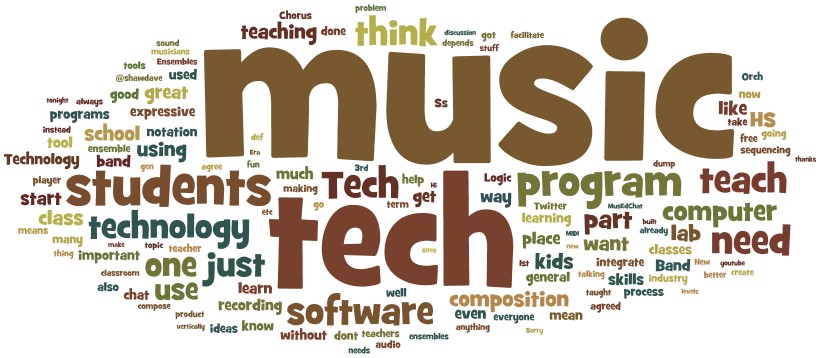 problem
Chorus
teaching done think discussion got facilitate
depends stuff
sound
musicians
tools Ensembles
@shawdave used
good great
tonight always
programs expressive
music
Ss
Orch
now
like
take HS
free going
sequencing
instead school notation
tool ensemble using
def
Era
Technology band gen agree fun
thanks
player students much 3rd help Hi Logic dump
start making Tech get way program teach
go term
etc
class technology tech
Twitter MusEdChat built
learning part already computer
means many make topic teacher
place MIDI new want lab need
thing important one just
sites
classes
classroom
1st kids integrate Band New youtube
general talking skills industry better create
also chat use learn
taught process levels
compose recording well composition agreed
product software even everyone mean
vertically ideas know anything Sorry
without dont teachers ensembles
needs audio